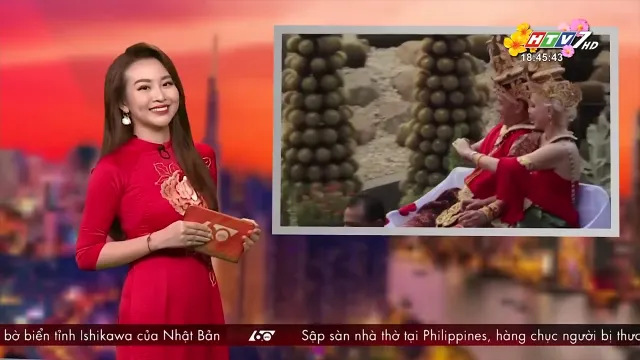 HTV7 HD
18:45:43
bờ biển tỉnh Ishikawa của Nhật Bản 60 Sập sàn nhà thờ tại Philippines, hàng chục người bị thươ